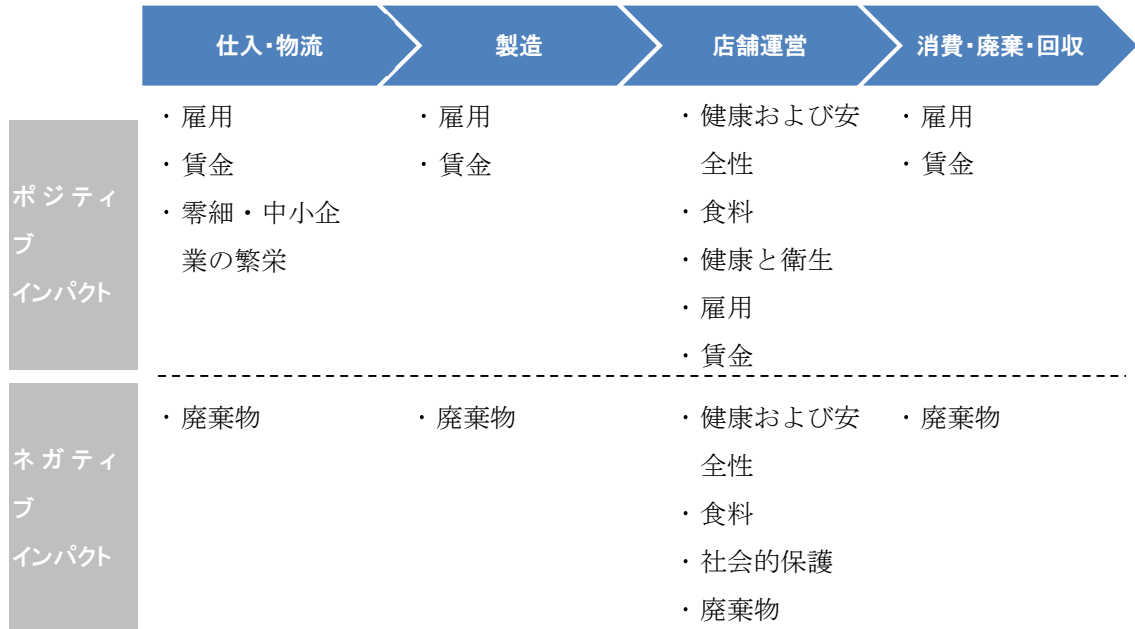 仕入・物流
製造
店舗運営
消費・廃棄・回収
ポジティ
ブ
インパクト
・雇用
・賃金
・零細・中小企
業の繁栄
・雇用
・賃金
・健康および安
全性
・食料
・健康と衛生
・雇用
・賃金
・雇用
・賃金
ネガティ
ブ
インパクト
・廃棄物
・廃棄物
・健康および安
全性
・食料
・社会的保護
・廃棄物
・廃棄物